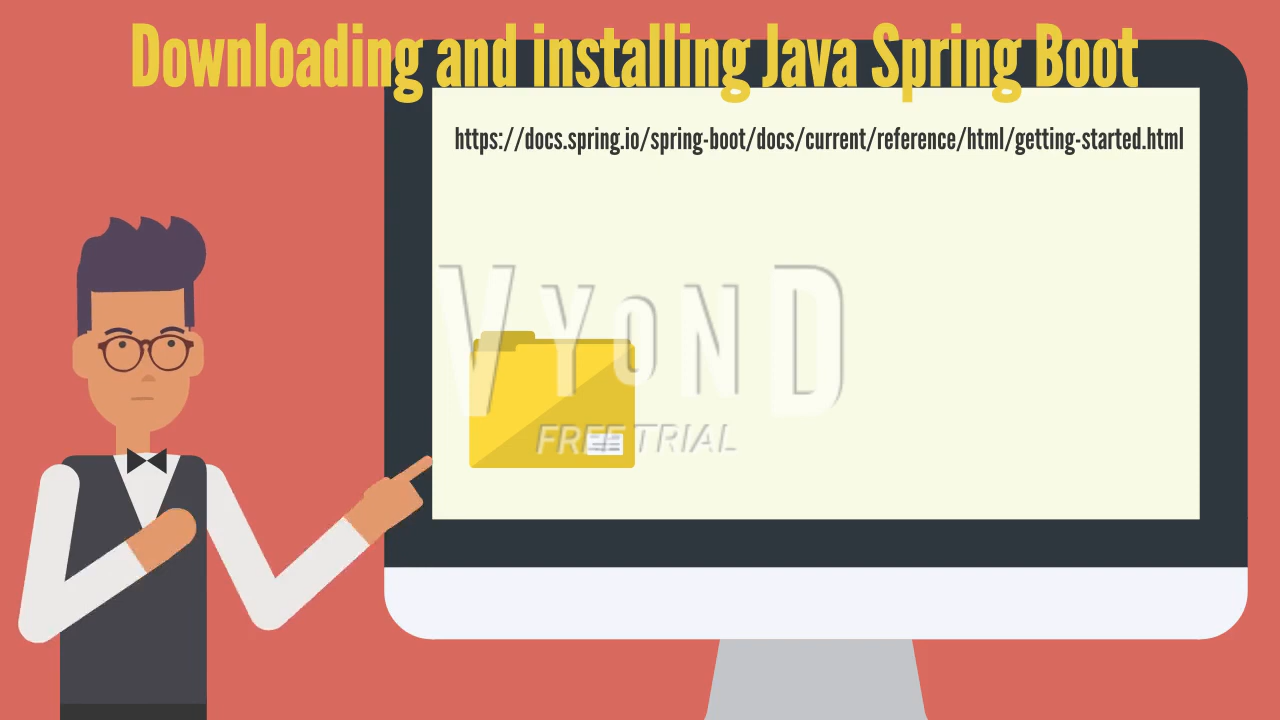 Downloading and installing Java Spring Boot
https://docs.spring.io/spring-boot/docs/current/reference/html/getting-started.html
VYOND
FREE TRIAL